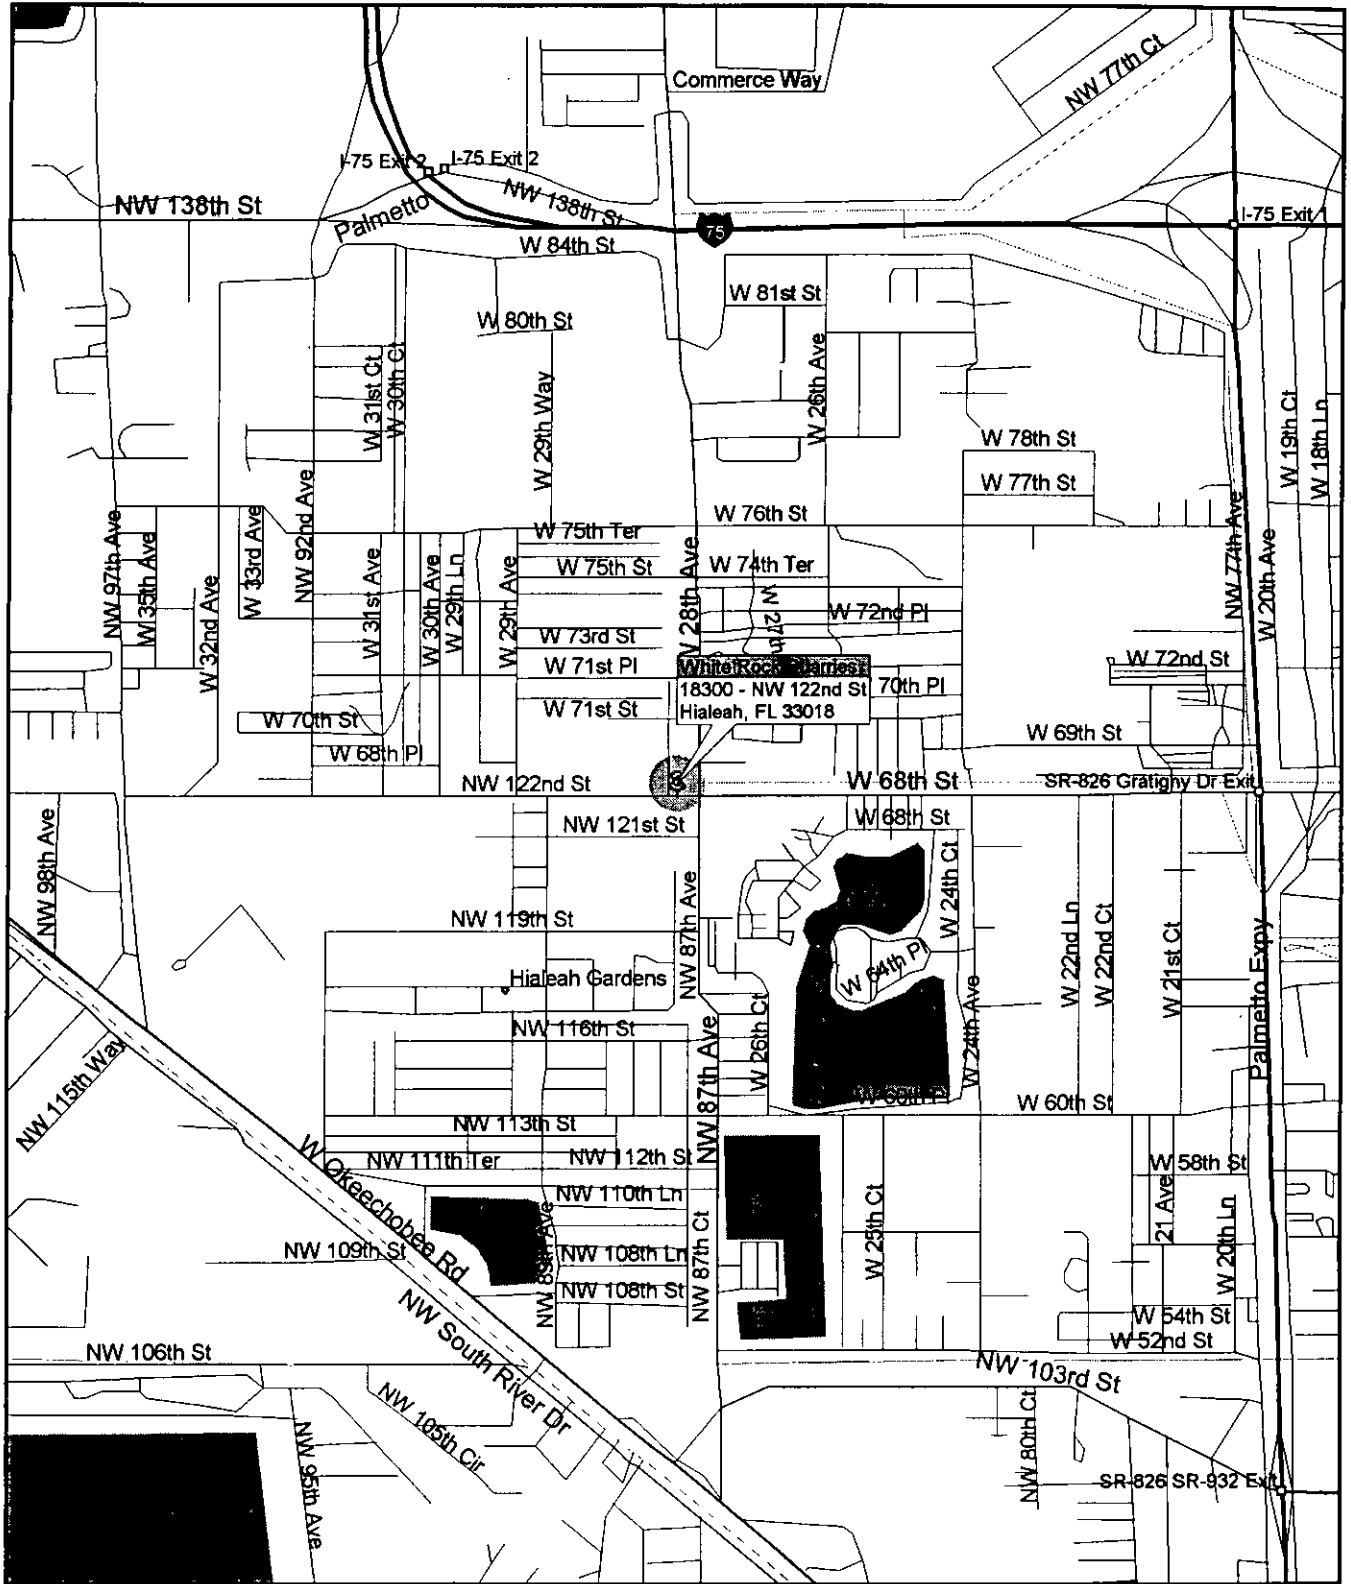 Commerce Way
NW 77th Ct
I-75 Exit 2
I-75 Exit 2
NW 138th St
NW 138th St
Palmetto
75
I-75 Exit 1
W 84th St
W 81st St
W 80th St
W 31st Ct
W 30th Ct
W 29th Way
W 26th Ave
W 19th Ct
W 18th Ln
W 78th St
W 77th St
NW 92nd Ave
W 76th St
NW 97th Ave
W 35th Ave
W 33rd Ave
W 32nd Ave
W 31st Ave
W 30th Ave
W 29th Ln
W 29th Ave
W 75th Ter
W 75th St
W 28th Ave
W 74th Ter
W 27th
W 72nd Pl
NW 77th Ave
W 20th Ave
W 73rd St
W 71st Pl
W 72nd St
White Rock
18300 - NW 122nd St
Hialeah, FL 33018
70th Pl
W 71st St
W 70th St
W 69th St
W 68th Pl
NW 122nd St
W 68th St
SR-826 Gratigny Dr Exit
NW 121st St
W 68th St
NW 98th Ave
NW 87th Ave
W 24th Ct
NW 119th St
W 22nd Ln
W 22nd Ct
W 21st Ct
Palmetto Expy
W 64th Pl
Hialeah Gardens
NW 116th St
W 26th Ct
W 24th Ave
NW 115th Way
NW 87th Ave
W 60th St
NW 113th St
NW 111th Ter
NW 112th St
W 58th St
W Okeechobee Rd
NW 110th Ln
NW 89th Ave
NW 87th Ct
W 25th Ct
21 Ave
W 20th Ln
NW 109th St
NW 108th Ln
NW 108th St
W 54th St
W 52nd St
NW South River Dr
NW 106th St
NW 103rd St
NW 105th Cir
NW 95th Ave
NW 80th Ct
SR-826 SR-932 Exit